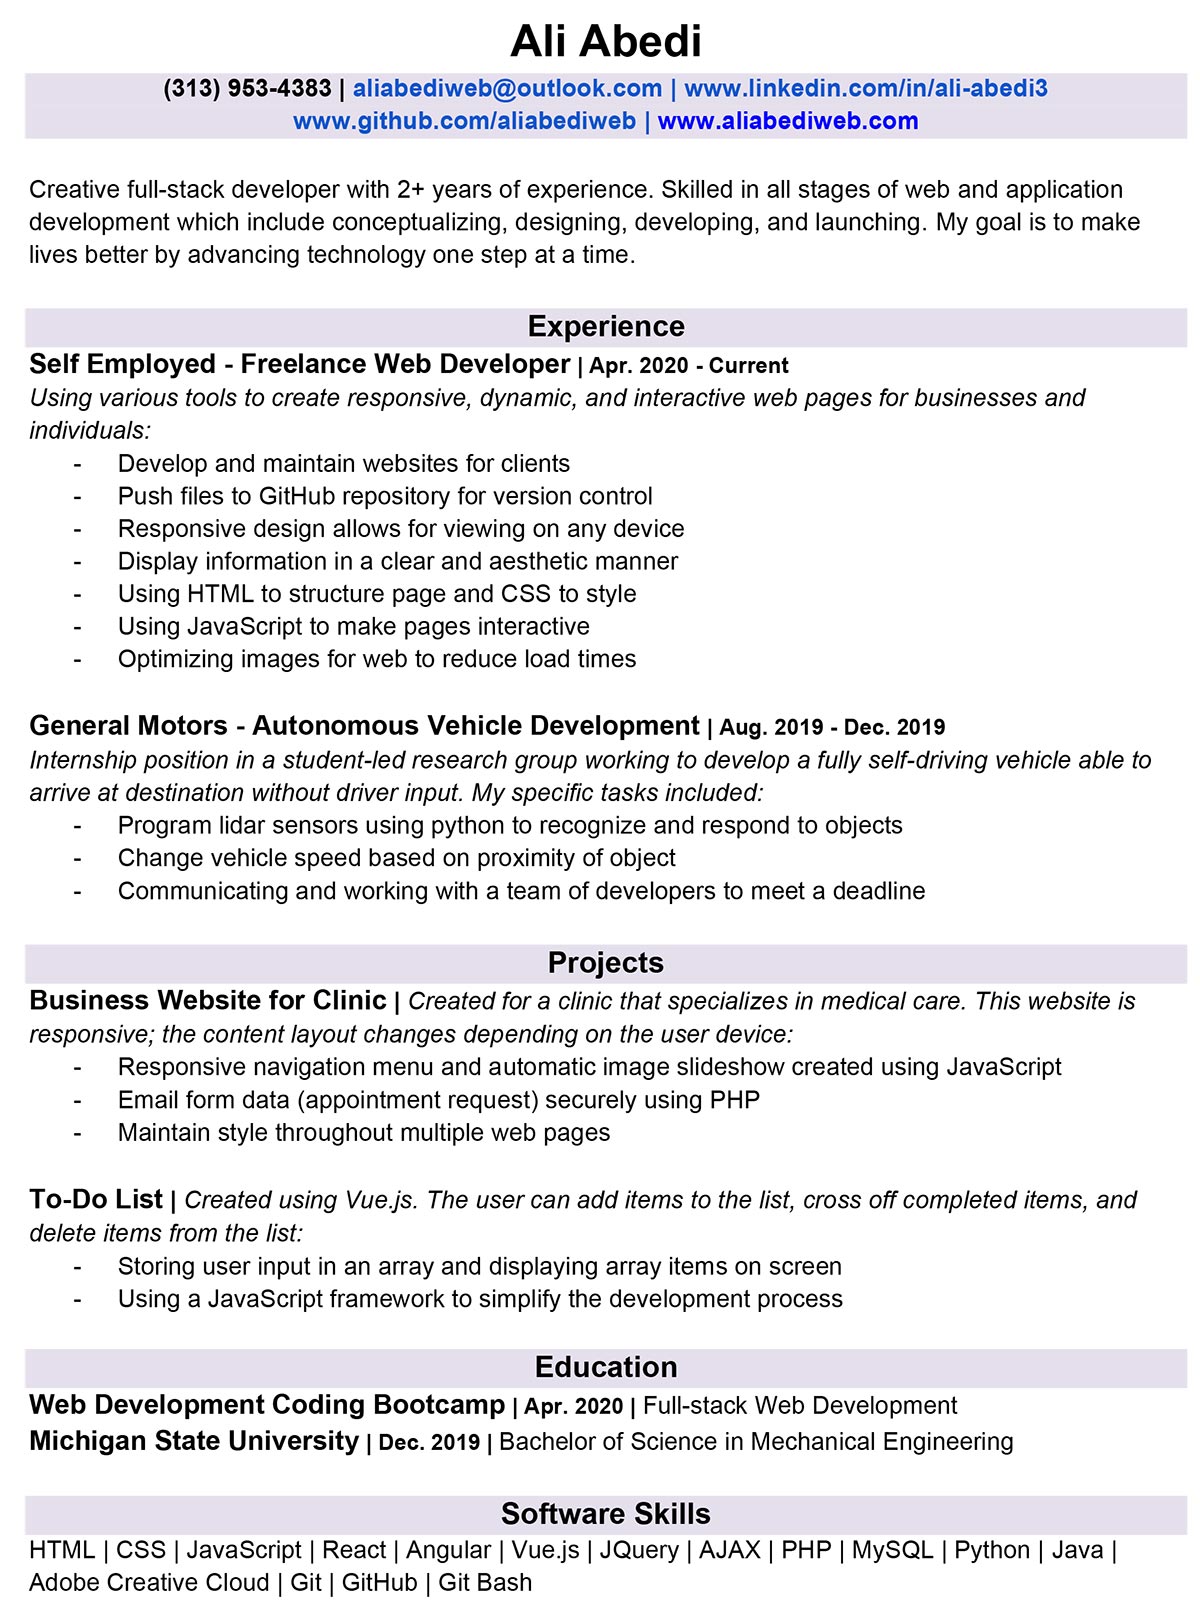 Ali Abedi
(313) 953-4383 | aliabediweb@outlook.com | www.linkedin.com/in/ali-abedi3
www.github.com/aliabediweb | www.aliabediweb.com
Creative full-stack developer with 2+ years of experience. Skilled in all stages of web and application
development which include conceptualizing, designing, developing, and launching. My goal is to make
lives better by advancing technology one step at a time.
Experience
Self Employed - Freelance Web Developer | Apr. 2020 - Current
Using various tools to create responsive, dynamic, and interactive web pages for businesses and
individuals:
- Develop and maintain websites for clients
- Push files to GitHub repository for version control
- Responsive design allows for viewing on any device
- Display information in a clear and aesthetic manner
- Using HTML to structure page and CSS to style
- Using JavaScript to make pages interactive
- Optimizing images for web to reduce load times
General Motors - Autonomous Vehicle Development | Aug. 2019 - Dec. 2019
Internship position in a student-led research group working to develop a fully self-driving vehicle able to
arrive at destination without driver input. My specific tasks included:
- Program lidar sensors using python to recognize and respond to objects
- Change vehicle speed based on proximity of object
- Communicating and working with a team of developers to meet a deadline
Projects
Business Website for Clinic | Created for a clinic that specializes in medical care. This website is
responsive; the content layout changes depending on the user device:
- Responsive navigation menu and automatic image slideshow created using JavaScript
- Email form data (appointment request) securely using PHP
- Maintain style throughout multiple web pages
To-Do List | Created using Vue.js. The user can add items to the list, cross off completed items, and
delete items from the list:
- Storing user input in an array and displaying array items on screen
- Using a JavaScript framework to simplify the development process
Education
Web Development Coding Bootcamp | Apr. 2020 | Full-stack Web Development
Michigan State University | Dec. 2019 | Bachelor of Science in Mechanical Engineering
Software Skills
HTML | CSS | JavaScript | React | Angular | Vue.js | JQuery | AJAX | PHP | MySQL | Python | Java |
Adobe Creative Cloud | Git | GitHub | Git Bash